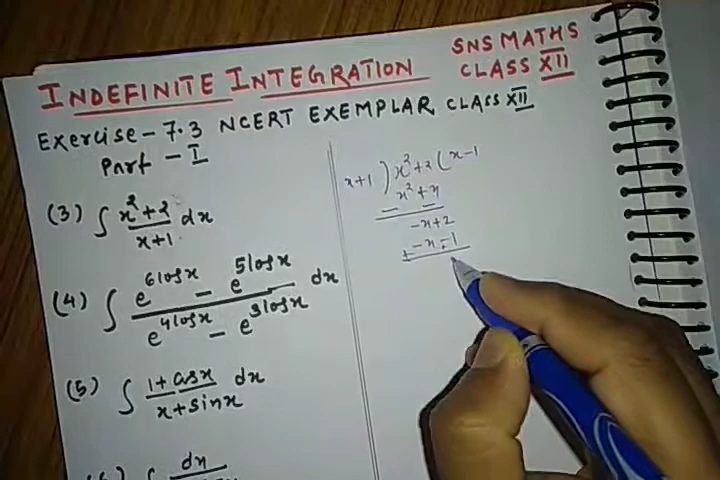 INDEFINITE INTEGRATION
SNS MATHS
CLASS XII
Exercise - 7.3 NCERT EXEMPLAR CLASS XII
Part - I
(3) ∫ x² + 2 / x + 1 dx
(4) ∫ e^6logx − e^5logx / e^4logx − e^3logx dx
(5) ∫ 1 + cosx / x + sinx dx
∫ dx
x+1 ) x² + 2 ( x − 1
x² + x
− −
− x + 2
− x − 1
+ +